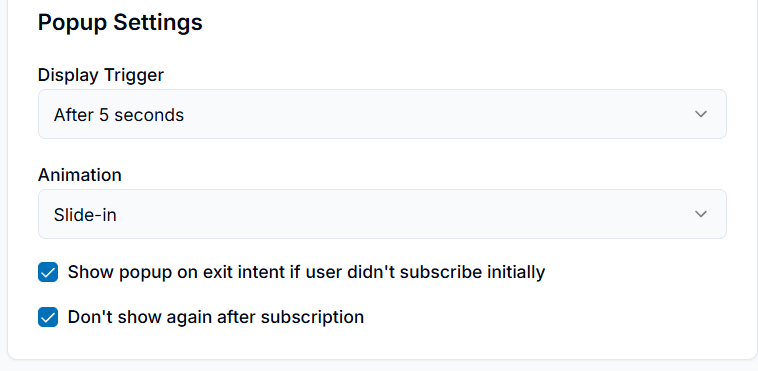 Popup Settings
Display Trigger
After 5 seconds
Animation
Slide-in
Show popup on exit intent if user didn't subscribe initially
Don't show again after subscription